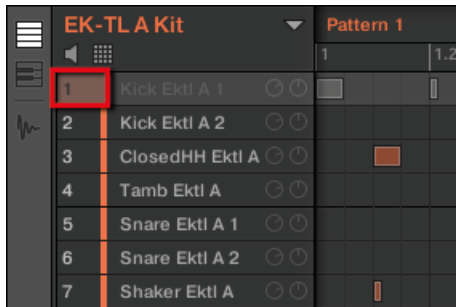 EK-TL A Kit
Pattern 1
1
1.2
1 Kick Ektl A 1
2 Kick Ektl A 2
3 ClosedHH Ektl A
4 Tamb Ektl A
5 Snare Ektl A 1
6 Snare Ektl A 2
7 Shaker Ektl A